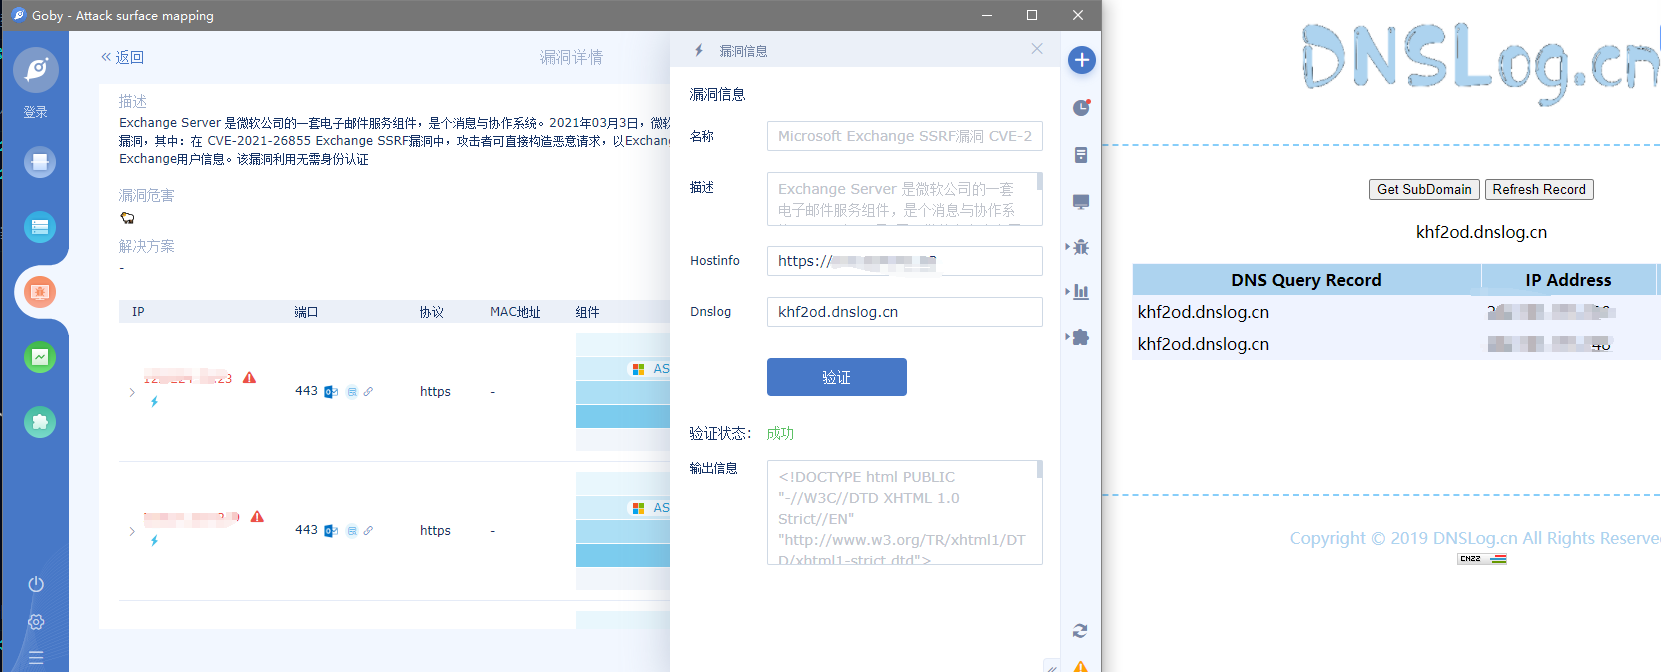 Goby - Attack surface mapping
登录
返回
漏洞详情
描述
Exchange Server 是微软公司的一套电子邮件服务组件，是个消息与协作系统。2021年03月3日，微软
漏洞，其中：在 CVE-2021-26855 Exchange SSRF漏洞中，攻击者可直接构造恶意请求，以Exchan
Exchange用户信息。该漏洞利用无需身份认证
漏洞危害
解决方案
-
IP 端口 协议 MAC地址 组件
443 https - AS
443 https - AS
漏洞信息
漏洞信息
名称 Microsoft Exchange SSRF漏洞 CVE-2
描述 Exchange Server 是微软公司的一套
电子邮件服务组件，是个消息与协作系
Hostinfo https://
Dnslog khf2od.dnslog.cn
验证
验证状态： 成功
输出信息 <!DOCTYPE html PUBLIC
"-//W3C//DTD XHTML 1.0
Strict//EN"
"http://www.w3.org/TR/xhtml1/DT
D/xhtml1-strict.dtd">
DNSLog.cn
Get SubDomain Refresh Record
khf2od.dnslog.cn
DNS Query Record IP Address
khf2od.dnslog.cn
khf2od.dnslog.cn
Copyright © 2019 DNSLog.cn All Rights Reserve
CNZZ